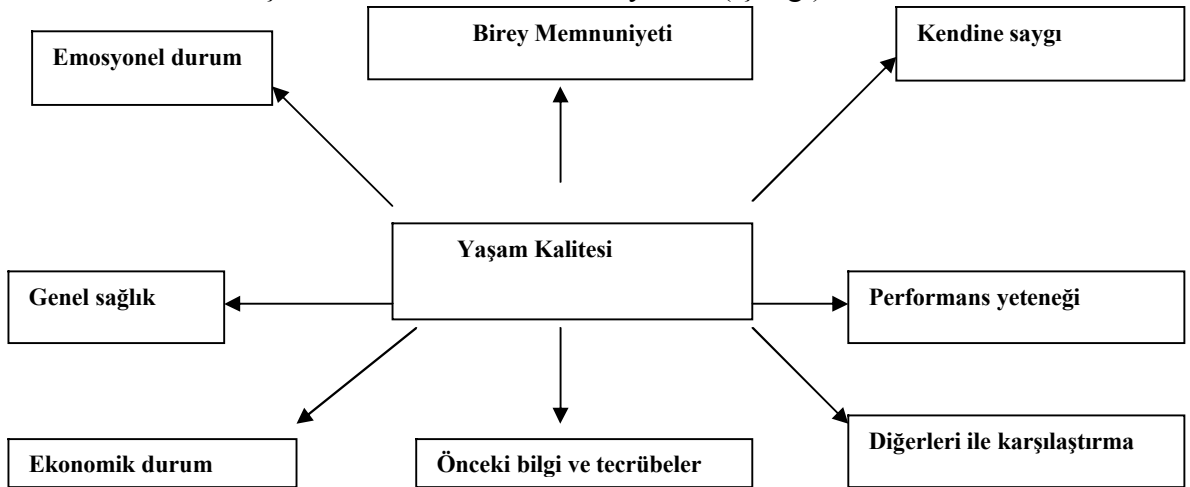 Birey Memnuniyeti
Kendine saygı
Emosyonel durum
Yaşam Kalitesi
Genel sağlık
Performans yeteneği
Diğerleri ile karşılaştırma
Ekonomik durum
Önceki bilgi ve tecrübeler